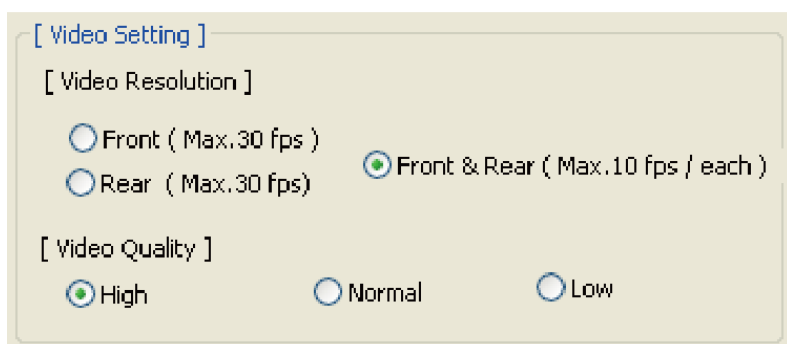 [ Video Setting ]
[ Video Resolution ]
Front ( Max.30 fps )
Rear ( Max.30 fps)
Front & Rear ( Max.10 fps / each )
[ Video Quality ]
High Normal Low